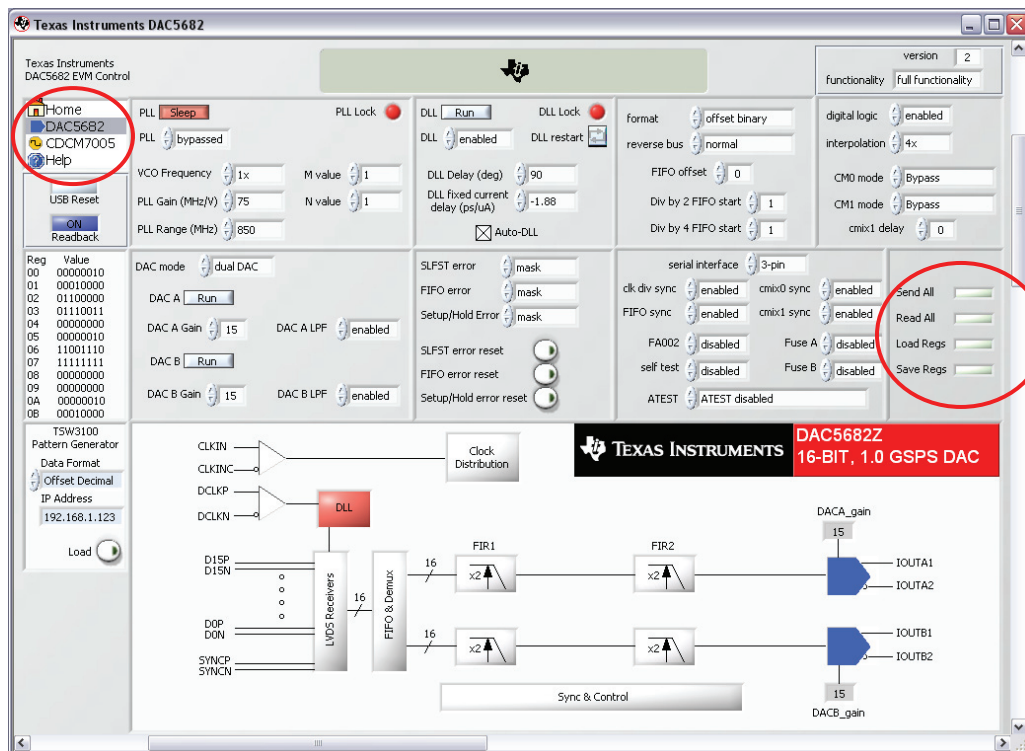 Texas Instruments DAC5682
Texas Instruments
DAC5682 EVM Control
version 2
functionality full functionality
Home
DAC5682
CDCM7005
Help
USB Reset
ON
Readback
PLL Sleep PLL Lock
PLL bypassed
VCO Frequency 1x M value 1
PLL Gain (MHz/V) 75 N value 1
PLL Range (MHz) 850
DLL Run DLL Lock
DLL enabled DLL restart
DLL Delay (deg) 90
DLL fixed current
delay (ps/uA) -1.88
Auto-DLL
format offset binary
reverse bus normal
FIFO offset 0
Div by 2 FIFO start 1
Div by 4 FIFO start 1
digital logic enabled
interpolation 4x
CM0 mode Bypass
CM1 mode Bypass
cmix1 delay 0
Reg Value
00 00000010
01 00010000
02 01100000
03 01110011
04 00000000
05 00000010
06 11001110
07 11111111
08 00000000
09 00000000
0A 00000010
0B 00010000
DAC mode dual DAC
DAC A Run
DAC A Gain 15 DAC A LPF enabled
DAC B Run
DAC B Gain 15 DAC B LPF enabled
SLFST error mask
FIFO error mask
Setup/Hold Error mask
SLFST error reset
FIFO error reset
Setup/Hold error reset
serial interface 3-pin
clk div sync enabled cmix0 sync enabled
FIFO sync enabled cmix1 sync enabled
FA002 disabled Fuse A disabled
self test disabled Fuse B disabled
ATEST ATEST disabled
Send All
Read All
Load Regs
Save Regs
TSW3100
Pattern Generator
Data Format
Offset Decimal
IP Address
192.168.1.123
Load
TEXAS INSTRUMENTS
DAC5682Z
16-BIT, 1.0 GSPS DAC
CLKIN
CLKINC
Clock
Distribution
DCLKP
DCLKN
DLL
D15P
D15N
D0P
D0N
SYNCP
SYNCN
LVDS Receivers
16
FIFO & Demux
16
FIR1
x2
FIR2
x2
DACA_gain
15
IOUTA1
IOUTA2
16
x2
x2
IOUTB1
IOUTB2
15
DACB_gain
Sync & Control